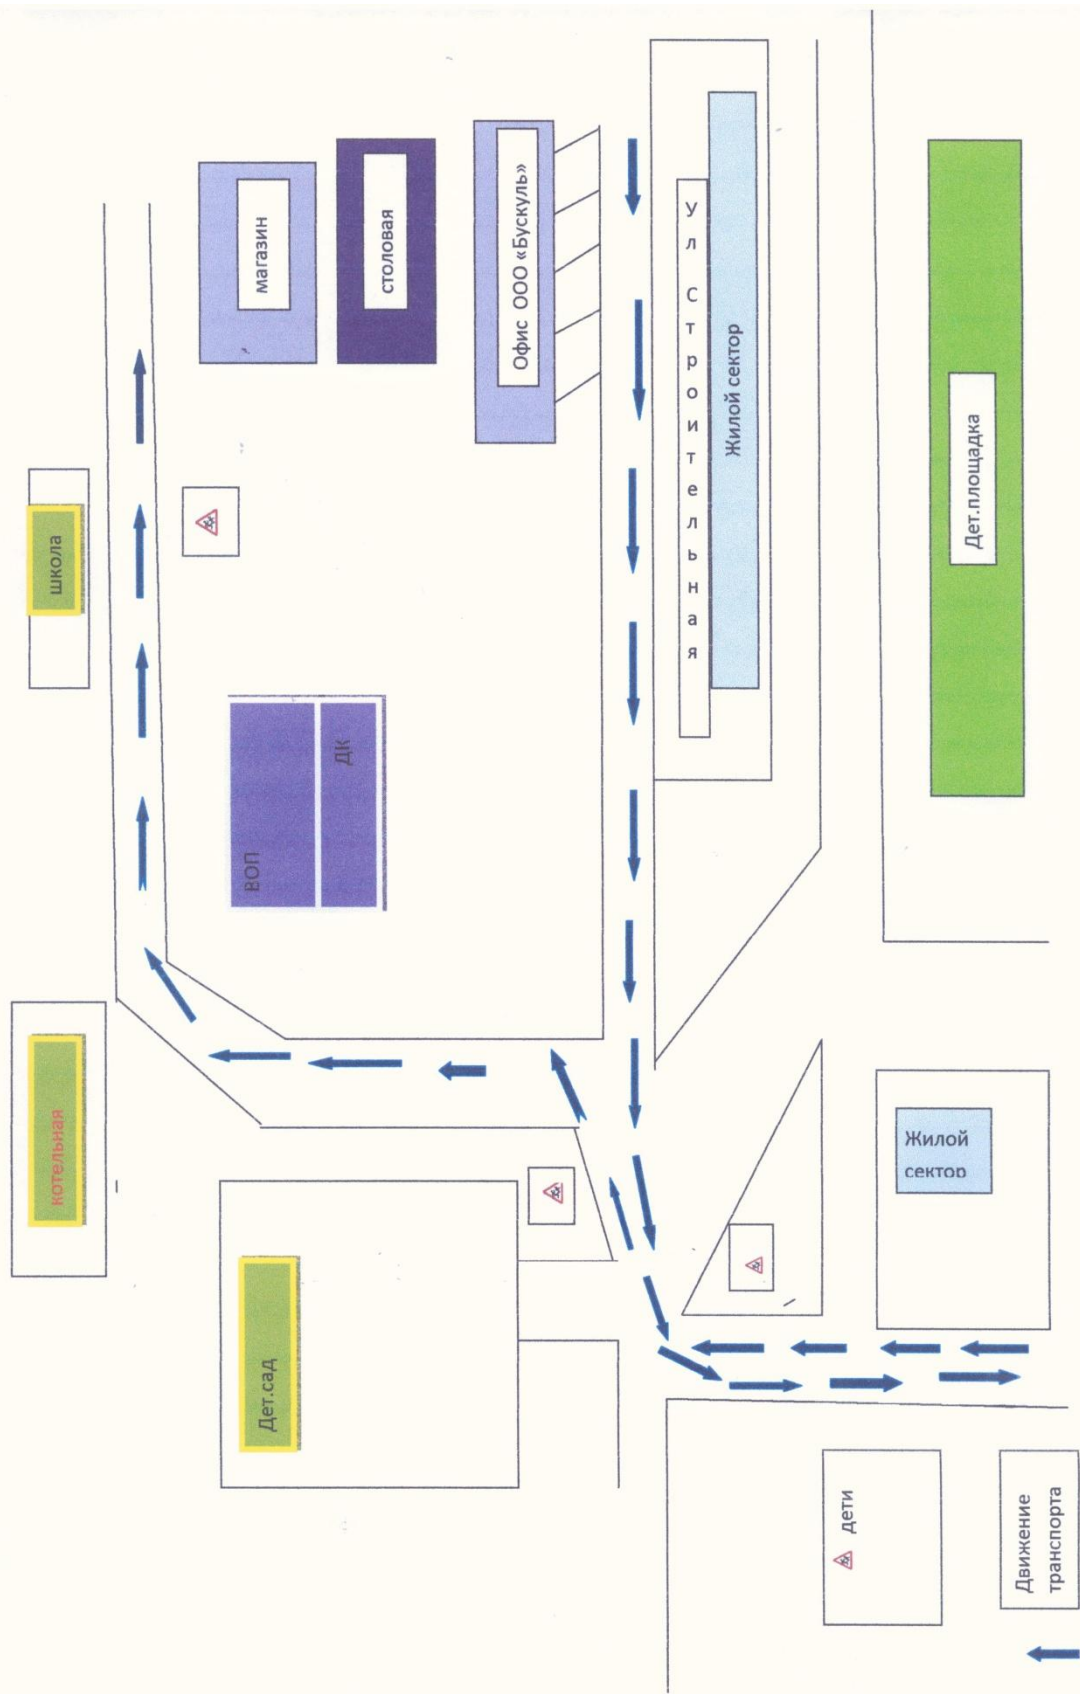 школа
котельная
магазин
столовая
Офис ООО «Бускуль»
ВОП
ДК
Дет.сад
Ул Строительная
Жилой сектор
Дет.площадка
Жилой
сектор
дети
Движение
транспорта